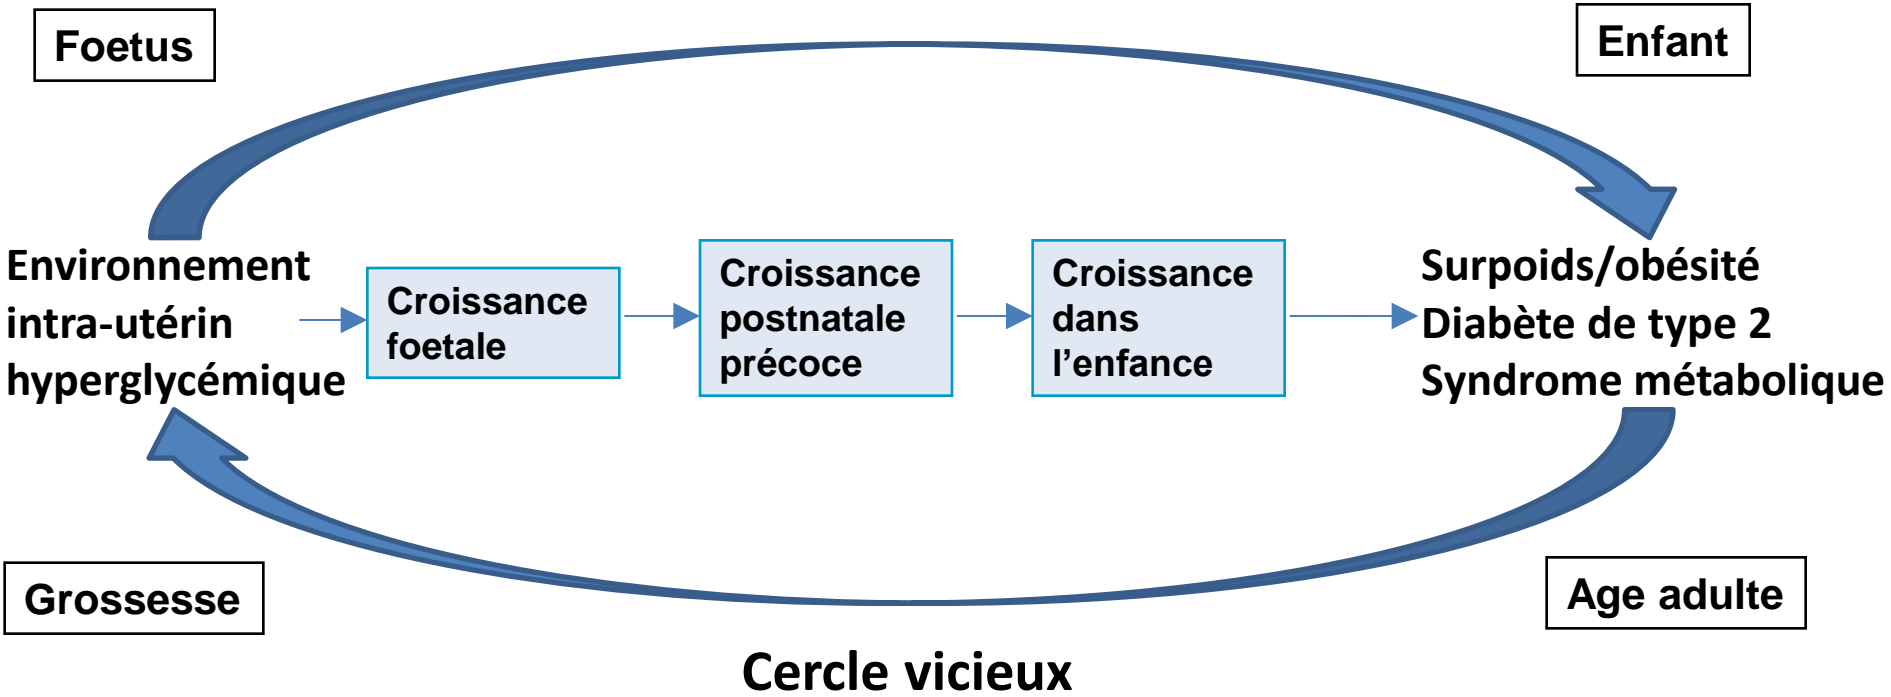 Foetus
Enfant
Environnement
intra-utérin
hyperglycémique
Croissance
foetale
Croissance
postnatale
précoce
Croissance
dans
l’enfance
Surpoids/obésité
Diabète de type 2
Syndrome métabolique
Grossesse
Age adulte
Cercle vicieux